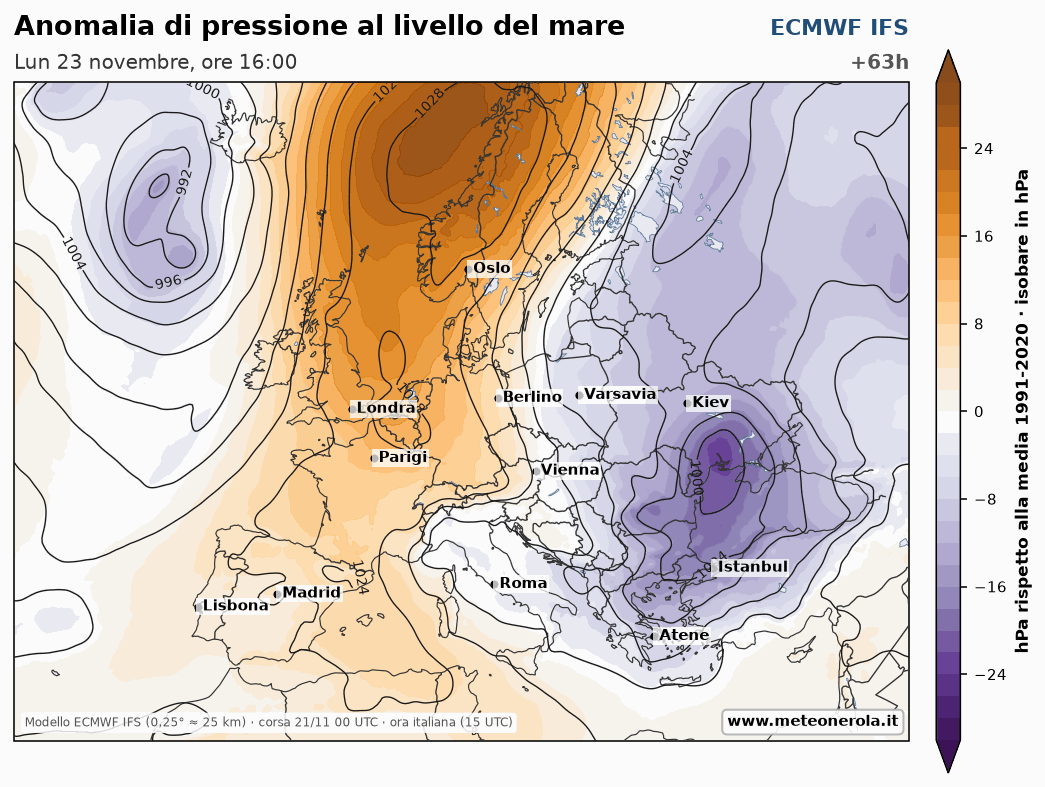 Anomalia di pressione al livello del mare
ECMWF IFS
Lun 23 novembre, ore 16:00
+63h
1000
1028
992
1004
1004
996
Oslo
Berlino
Varsavia
Kiev
Londra
Parigi
Vienna
1000
Istanbul
Roma
Madrid
1024
Lisbona
Atene
Modello ECMWF IFS (0,25° ≈ 25 km) · corsa 21/11 00 UTC · ora italiana (15 UTC)
www.meteonerola.it
24
16
8
0
−8
−16
−24
hPa rispetto alla media 1991-2020 · isobare in hPa